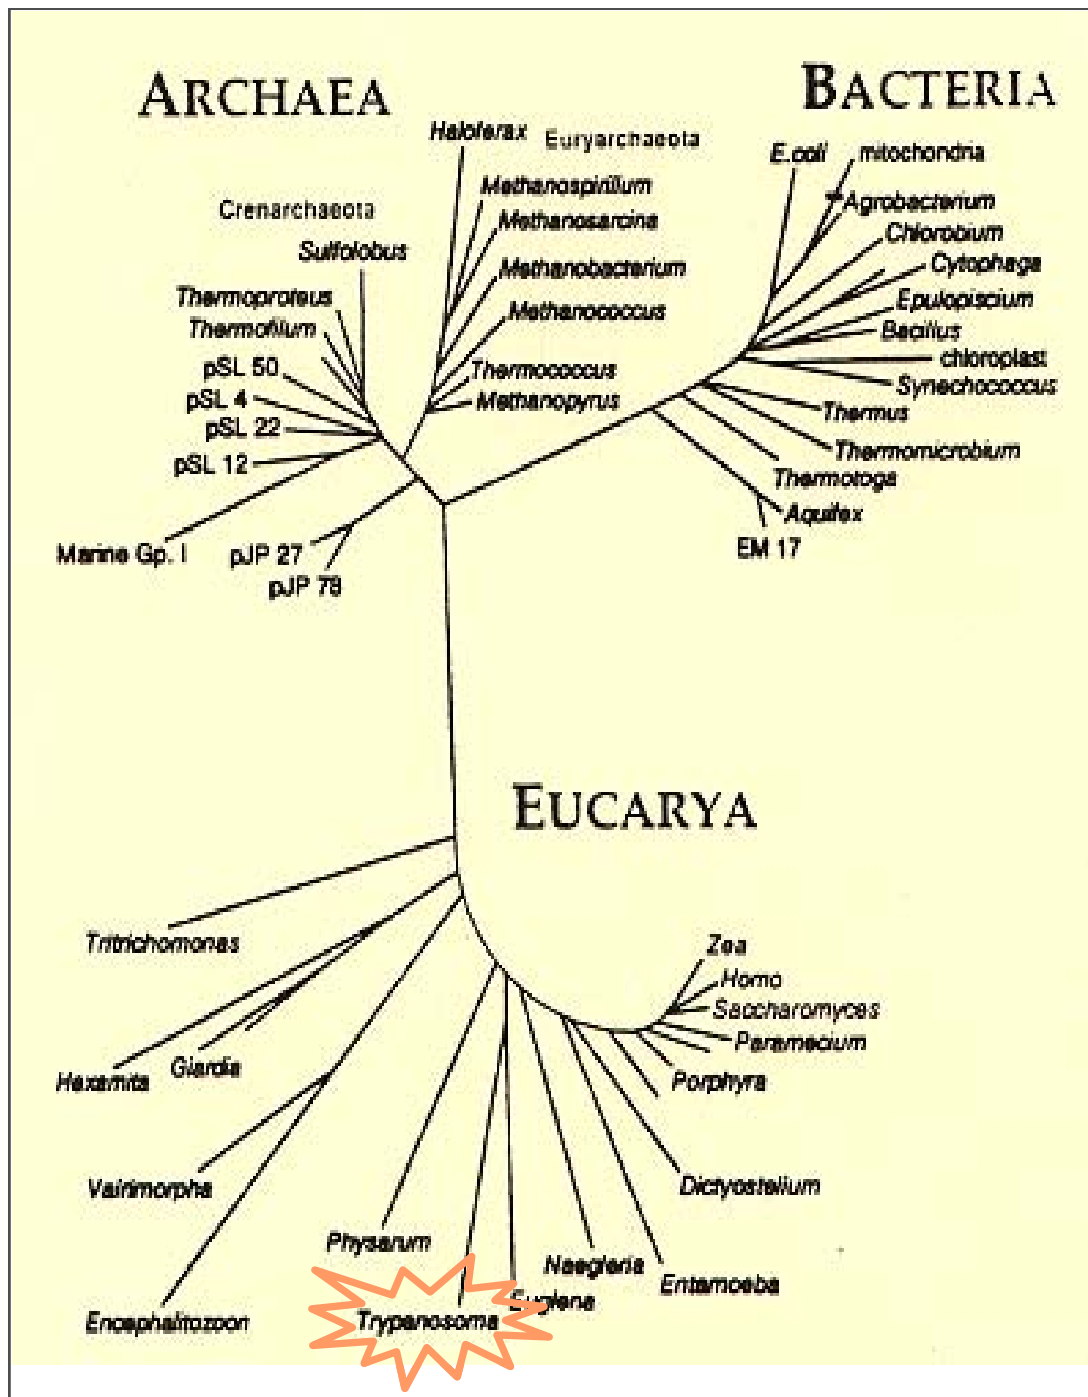 ARCHAEA
BACTERIA
Haloferax
Euryarchaeota
E.coli
mitochondria
Methanospirillum
Agrobacterium
Crenarchaeota
Methanosarcina
Chlorobium
Sulfolobus
Methanobacterium
Cytophaga
Thermoproteus
Methanococcus
Epulopiscium
Thermofilum
Bacillus
pSL 50
Thermococcus
chloroplast
pSL 4
Methanopyrus
Synechococcus
pSL 22
Thermus
pSL 12
Thermomicrobium
Thermotoga
Aquifex
Marine Gp. I
pJP 27
EM 17
pJP 78
EUCARYA
Tritrichomonas
Zea
Homo
Saccharomyces
Paramecium
Hexamita
Giardia
Porphyra
Vairimorpha
Dictyostelium
Physarum
Naegleria
Entamoeba
Encephalitozoon
Trypanosoma
Euglena